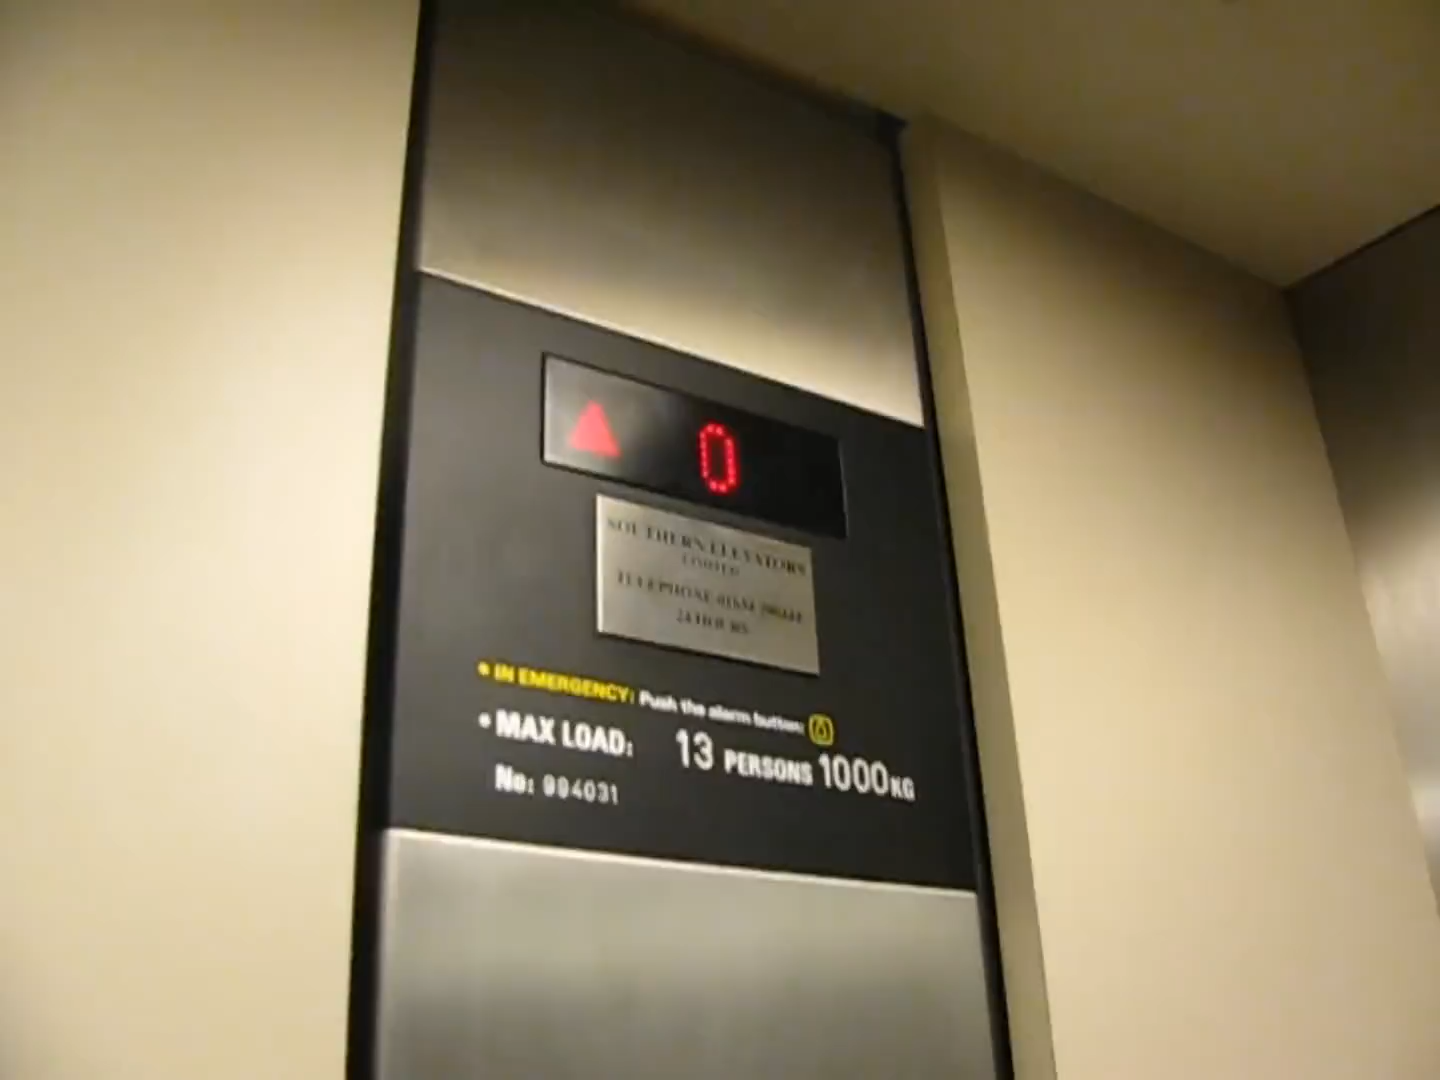 0
SOUTHERN ELEVATORS
LIMITED
TELEPHONE
24 HOURS
• IN EMERGENCY: Push the alarm button:
• MAX LOAD: 13 PERSONS 1000KG
No: 994031